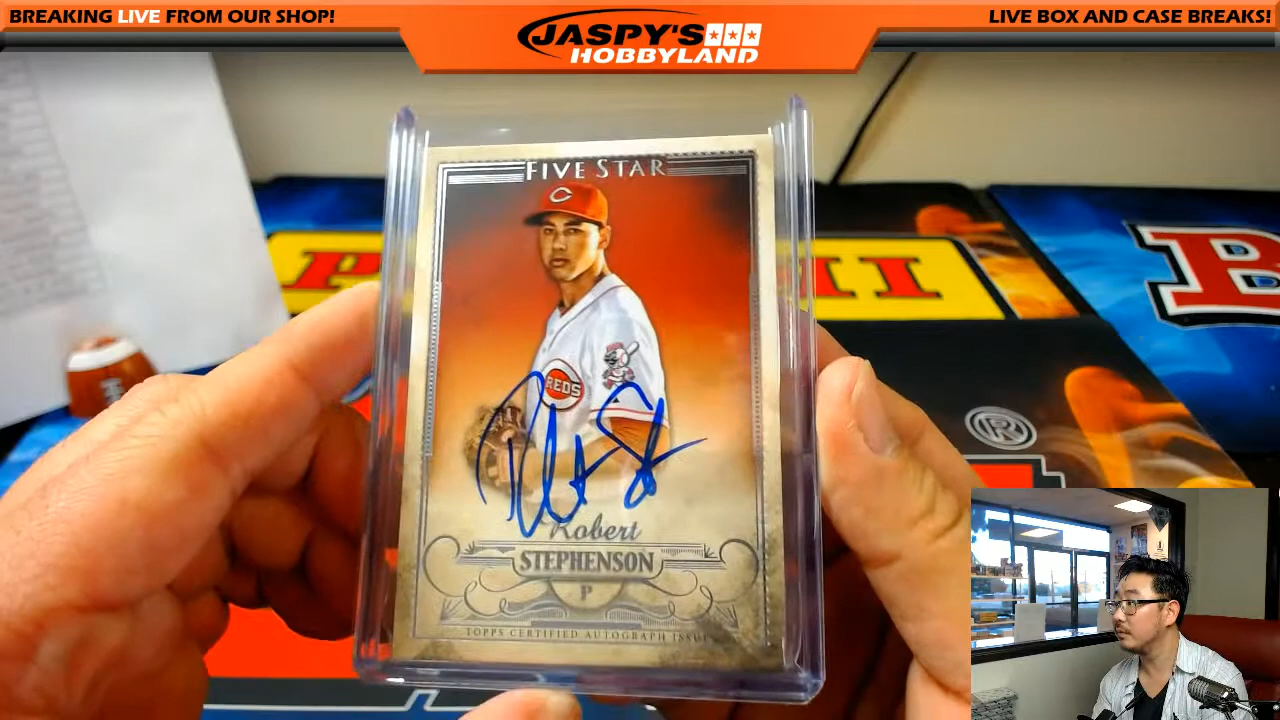 BREAKING LIVE FROM OUR SHOP!
JASPY'S
HOBBYLAND
LIVE BOX AND CASE BREAKS!
FIVE STAR
C
REDS
Robert
STEPHENSON
P
TOPPS CERTIFIED AUTOGRAPH ISSUE
P
II
B
®